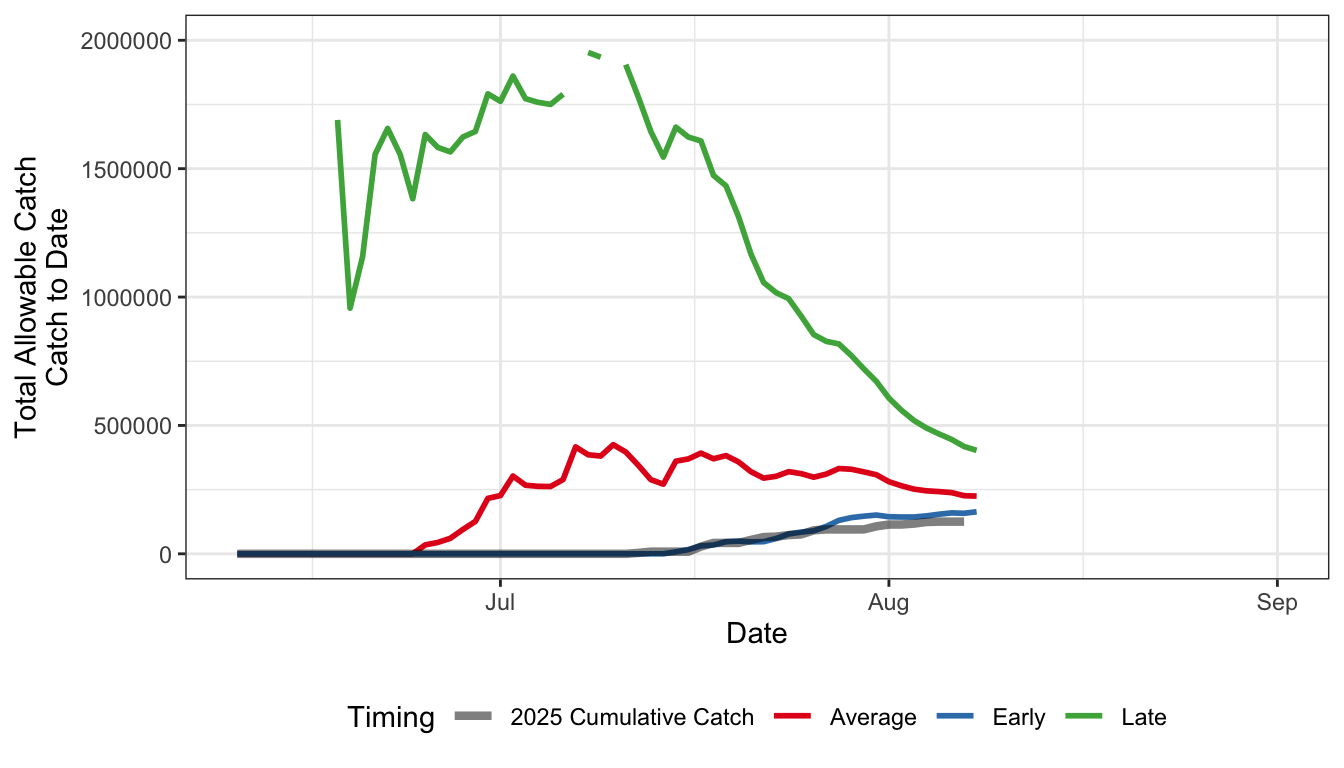 Total Allowable Catch
Catch to Date
2000000
1500000
1000000
500000
0
Jul
Aug
Sep
Date
Timing
2025 Cumulative Catch
Average
Early
Late